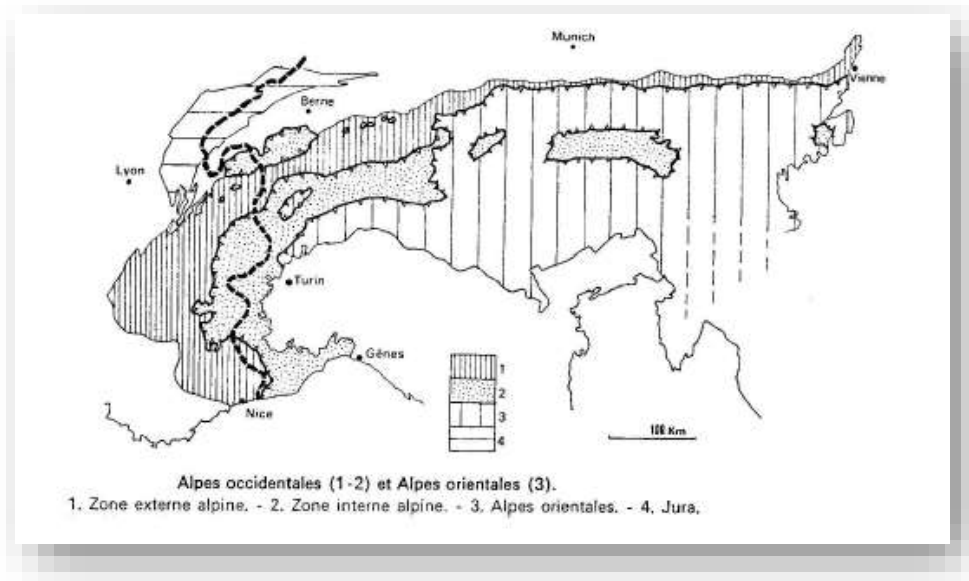 Munich
Vienne
Berne
Lyon
Turin
Gênes
Nice
1
2
3
4
100 Km
Alpes occidentales (1-2) et Alpes orientales (3).
1. Zone externe alpine. - 2. Zone interne alpine. - 3. Alpes orientales. - 4. Jura.